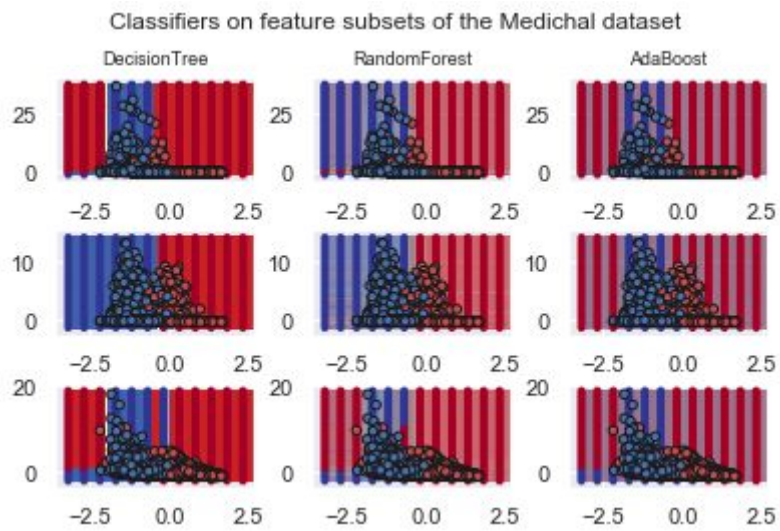 Classifiers on feature subsets of the Medichal dataset
DecisionTree RandomForest AdaBoost
25 25 25
0 0 0
−2.5 0.0 2.5 −2.5 0.0 2.5 −2.5 0.0 2.5
10 10 10
0 0 0
−2.5 0.0 2.5 −2.5 0.0 2.5 −2.5 0.0 2.5
20 20 20
0 0 0
−2.5 0.0 2.5 −2.5 0.0 2.5 −2.5 0.0 2.5